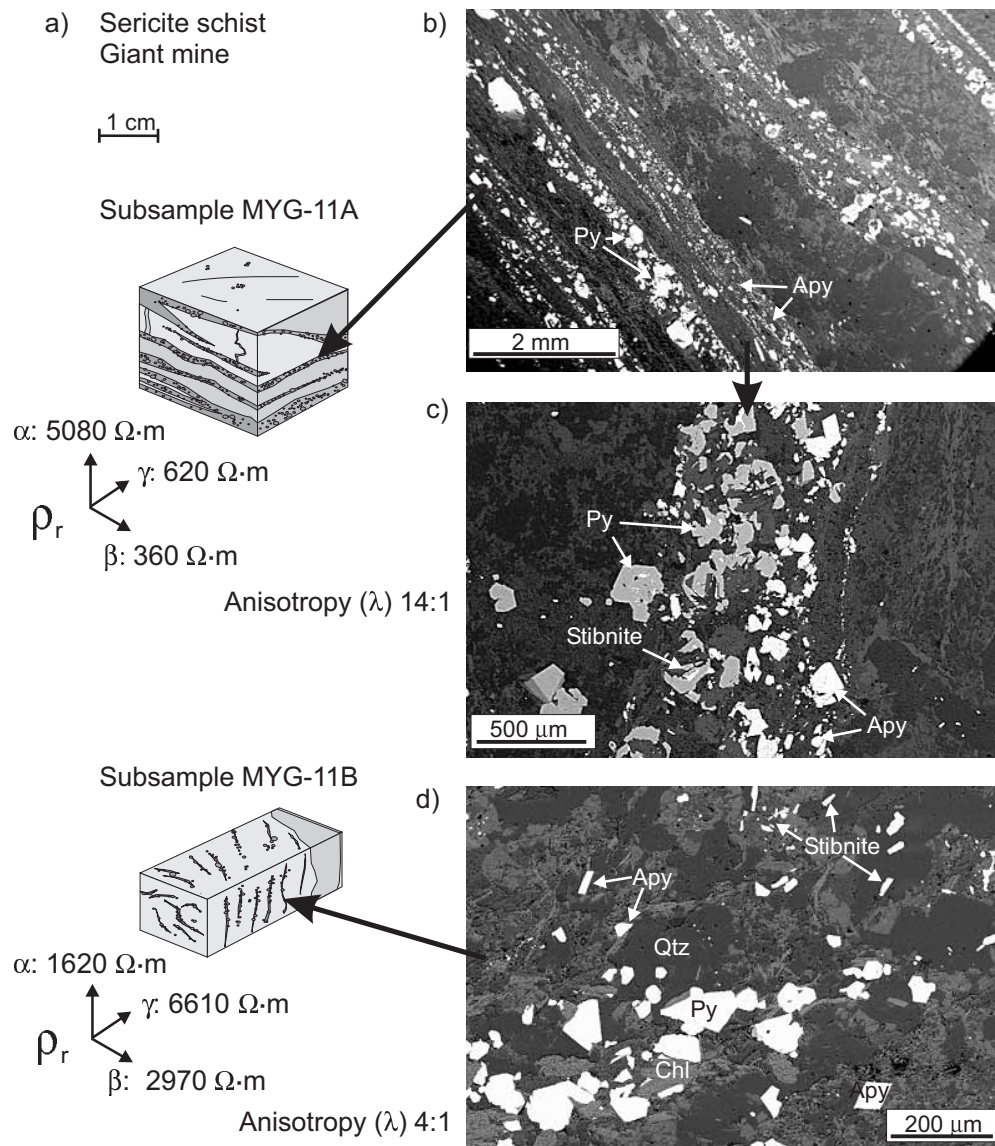 a) Sericite schist
Giant mine
1 cm
Subsample MYG-11A
α: 5080 Ω·m
γ: 620 Ω·m
ρr
β: 360 Ω·m
Anisotropy (λ) 14:1
Subsample MYG-11B
α: 1620 Ω·m
γ: 6610 Ω·m
ρr
β: 2970 Ω·m
Anisotropy (λ) 4:1
b)
Py
Apy
2 mm
c)
Py
Stibnite
Apy
500 μm
d)
Stibnite
Apy
Qtz
Py
Chl
Apy
200 μm